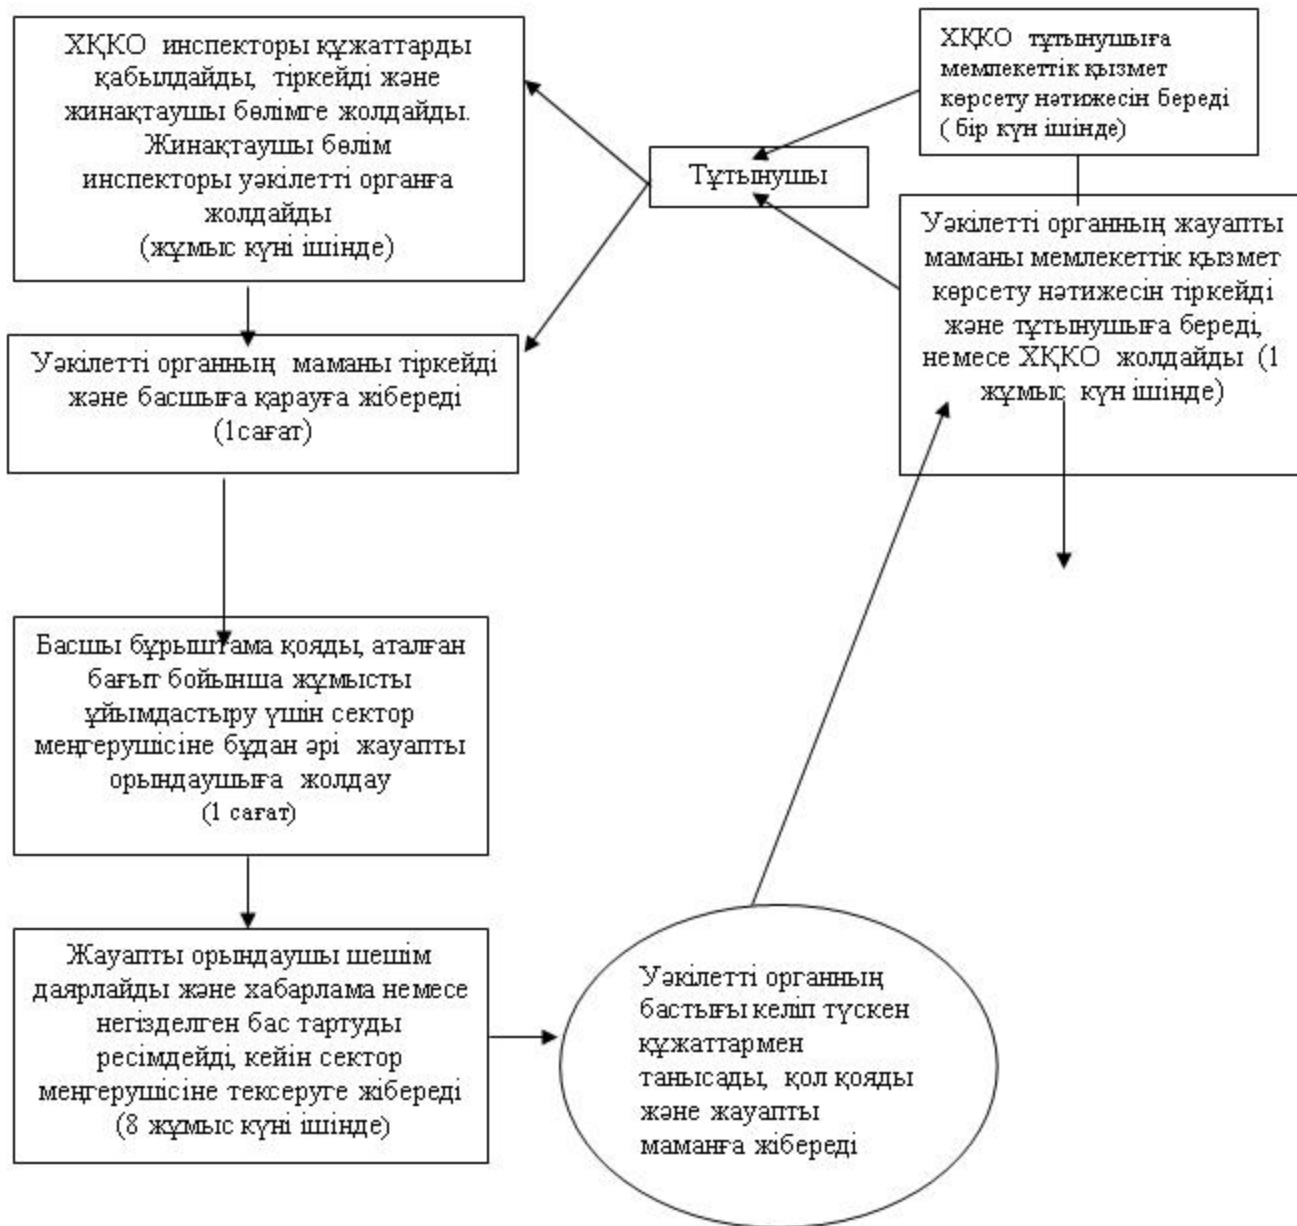 ХҚКО инспекторы құжаттарды
қабылдайды, тіркейді және
жинақтаушы бөлімге жолдайды.
Жинақтаушы бөлім
инспекторы уәкілетті органға
жолдайды
(жұмыс күні ішінде)
Уәкілетті органның маманы тіркейді
және басшыға қарауға жібереді
(1сағат)
Басшы бұрыштама қояды, аталған
бағыт бойынша жұмысты
ұйымдастыру үшін сектор
меңгерушісіне бұдан әрі жауапты
орындаушыға жолдау
(1 сағат)
Жауапты орындаушы шешім
даярлайды және хабарлама немесе
негізделген бас тартуды
ресімдейді, кейін сектор
меңгерушісіне тексеруге жібереді
(8 жұмыс күні ішінде)
Уәкілетті органның
бастығы келіп түскен
құжаттармен
танысады, қол қояды
және жауапты
маманға жібереді
Уәкілетті органның жауапты
маманы мемлекеттік қызмет
көрсету нәтижесін тіркейді
және тұтынушыға береді,
немесе ХҚКО жолдайды (1
жұмыс күн ішінде)
ХҚКО тұтынушыға
мемлекеттік қызмет
көрсету нәтижесін береді
( бір күн ішінде)
Тұтынушы